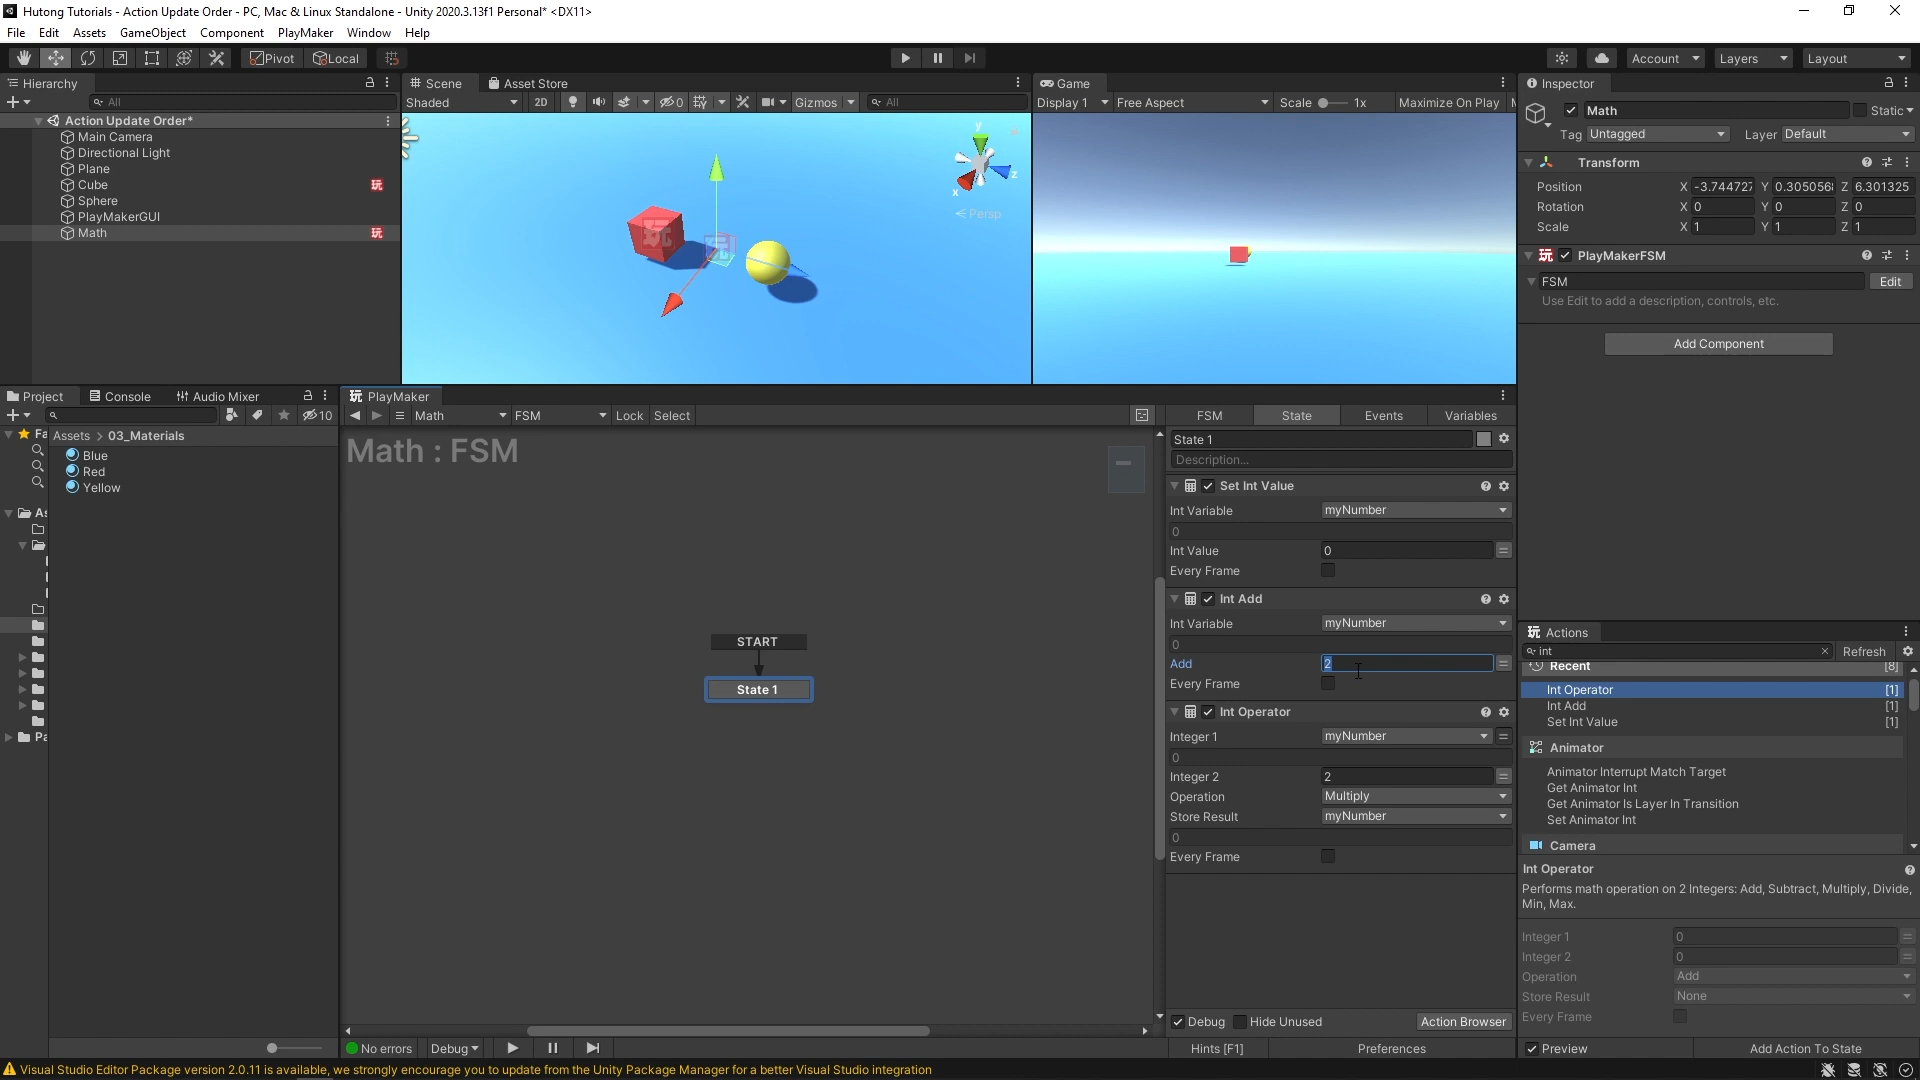 Hutong Tutorials - Action Update Order - PC, Mac & Linux Standalone - Unity 2020.3.13f1 Personal* <DX11>
File Edit Assets GameObject Component PlayMaker Window Help
Pivot Local Account Layers Layout
Hierarchy
All
Action Update Order*
Main Camera
Directional Light
Plane
Cube 玩
Sphere
PlayMakerGUI
Math 玩
Scene Asset Store
Shaded 2D 0 Gizmos All
y
z
x
Persp
玩
玩
Game
Display 1 Free Aspect Scale 1x Maximize On Play
Inspector
Math Static
Tag Untagged Layer Default
Transform
Position X -3.744727 Y 0.305056 Z 6.301325
Rotation X 0 Y 0 Z 0
Scale X 1 Y 1 Z 1
玩 PlayMakerFSM
FSM Edit
Use Edit to add a description, controls, etc.
Add Component
Project Console Audio Mixer
10
Fa
As
Pa
Assets > 03_Materials
Blue
Red
Yellow
玩 PlayMaker
Math FSM Lock Select
Math : FSM
START
State 1
FSM State Events Variables
State 1
Description...
Set Int Value
Int Variable myNumber
0
Int Value 0
Every Frame
Int Add
Int Variable myNumber
0
Add 2
Every Frame
Int Operator
Integer 1 myNumber
0
Integer 2 2
Operation Multiply
Store Result myNumber
0
Every Frame
Debug Hide Unused Action Browser
No errors Debug Hints [F1] Preferences
玩 Actions
int Refresh
Recent [8]
Int Operator [1]
Int Add [1]
Set Int Value [1]
Animator
Animator Interrupt Match Target
Get Animator Int
Get Animator Is Layer In Transition
Set Animator Int
Camera
Int Operator
Performs math operation on 2 Integers: Add, Subtract, Multiply, Divide,
Min, Max.
Integer 1 0
Integer 2 0
Operation Add
Store Result None
Every Frame
Preview Add Action To State
Visual Studio Editor Package version 2.0.11 is available, we strongly encourage you to update from the Unity Package Manager for a better Visual Studio integration